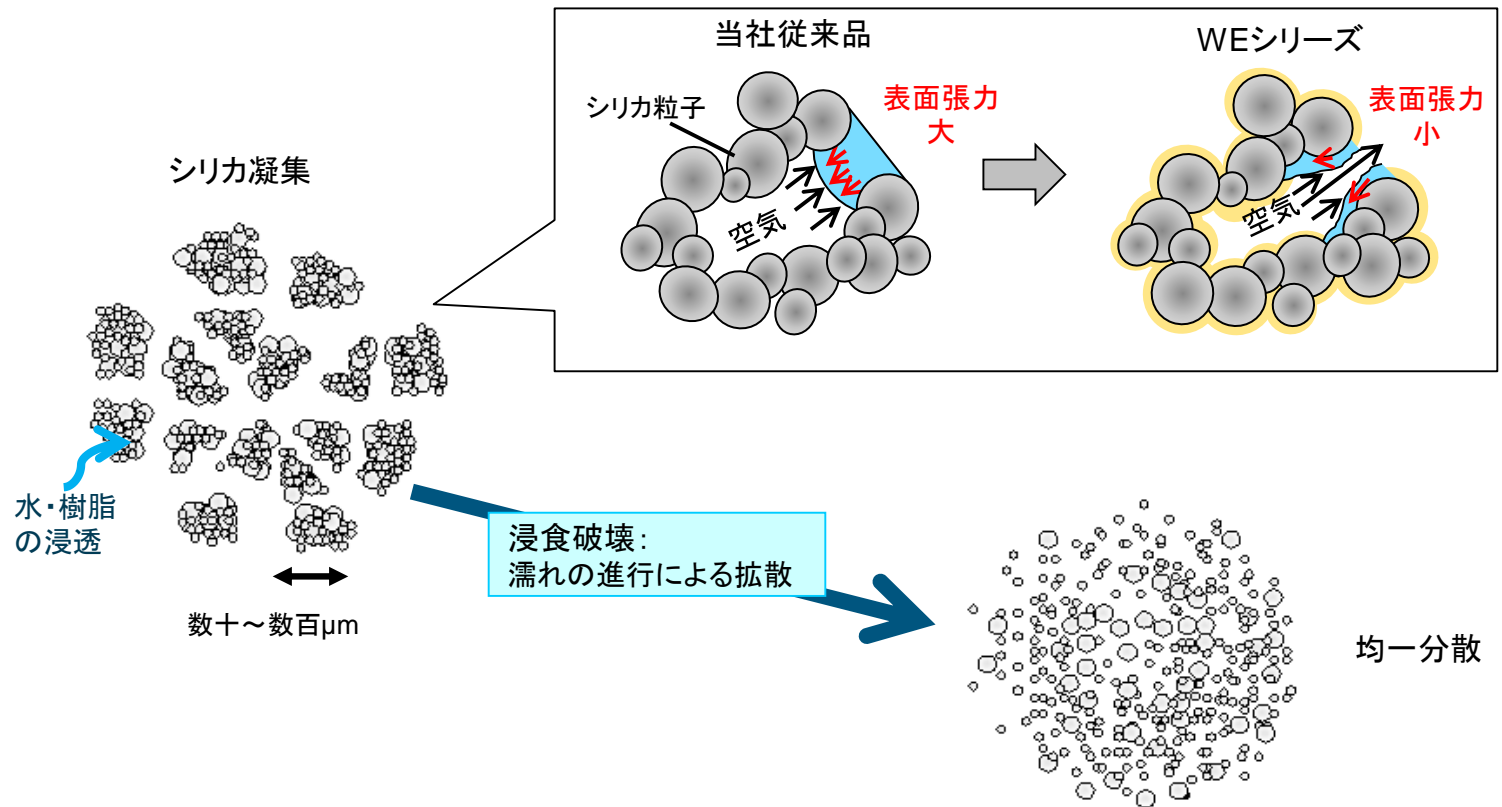 当社従来品
WEシリーズ
シリカ粒子
表面張力
大
空気
表面張力
小
空気
シリカ凝集
水・樹脂
の浸透
数十～数百μm
浸食破壊：
濡れの進行による拡散
均一分散